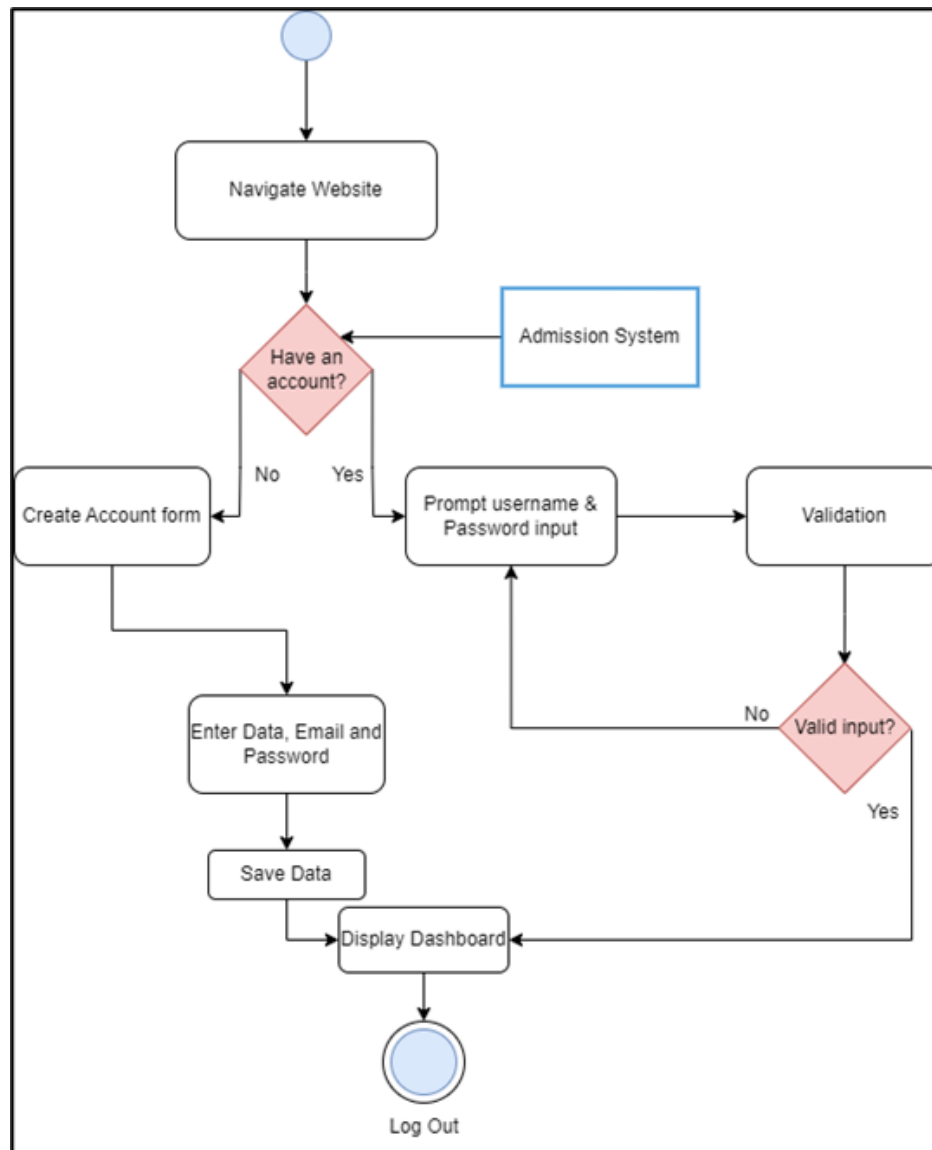 Navigate Website
Admission System
Have an
account?
No
Yes
Create Account form
Prompt username &
Password input
Validation
No
Valid input?
Yes
Enter Data, Email and
Password
Save Data
Display Dashboard
Log Out